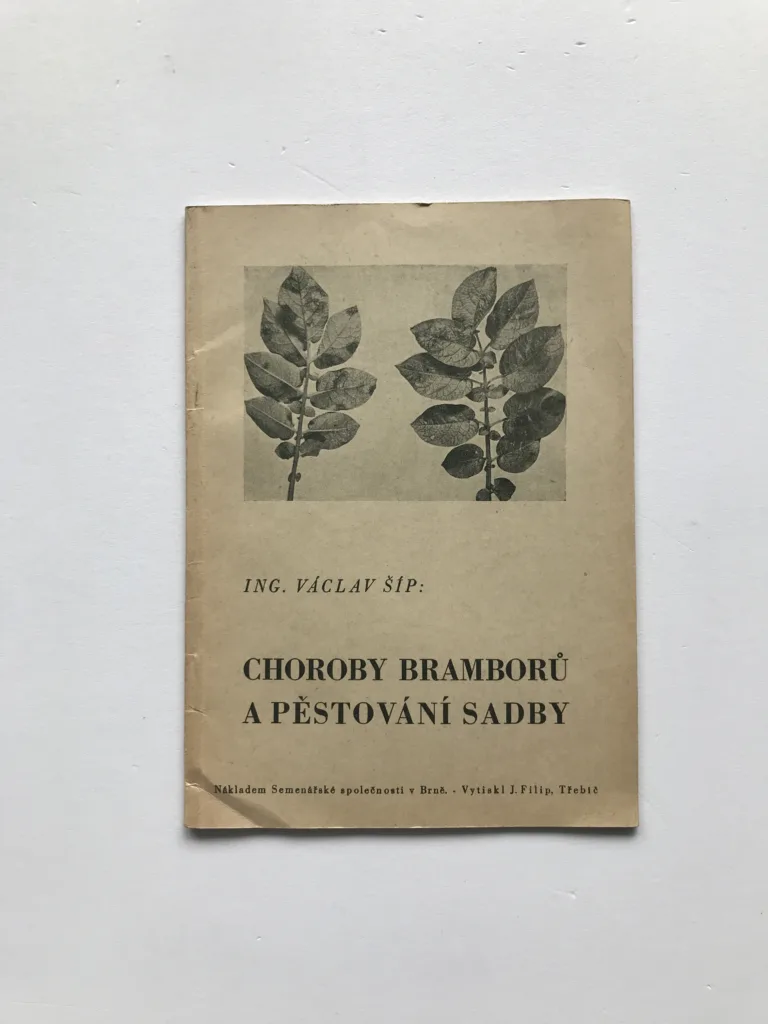 ING. VÁCLAV ŠÍP:
CHOROBY BRAMBORŮ
A PĚSTOVÁNÍ SADBY
Nákladem Semenářské společnosti v Brně. - Vytiskl J. Filip, Třebíč